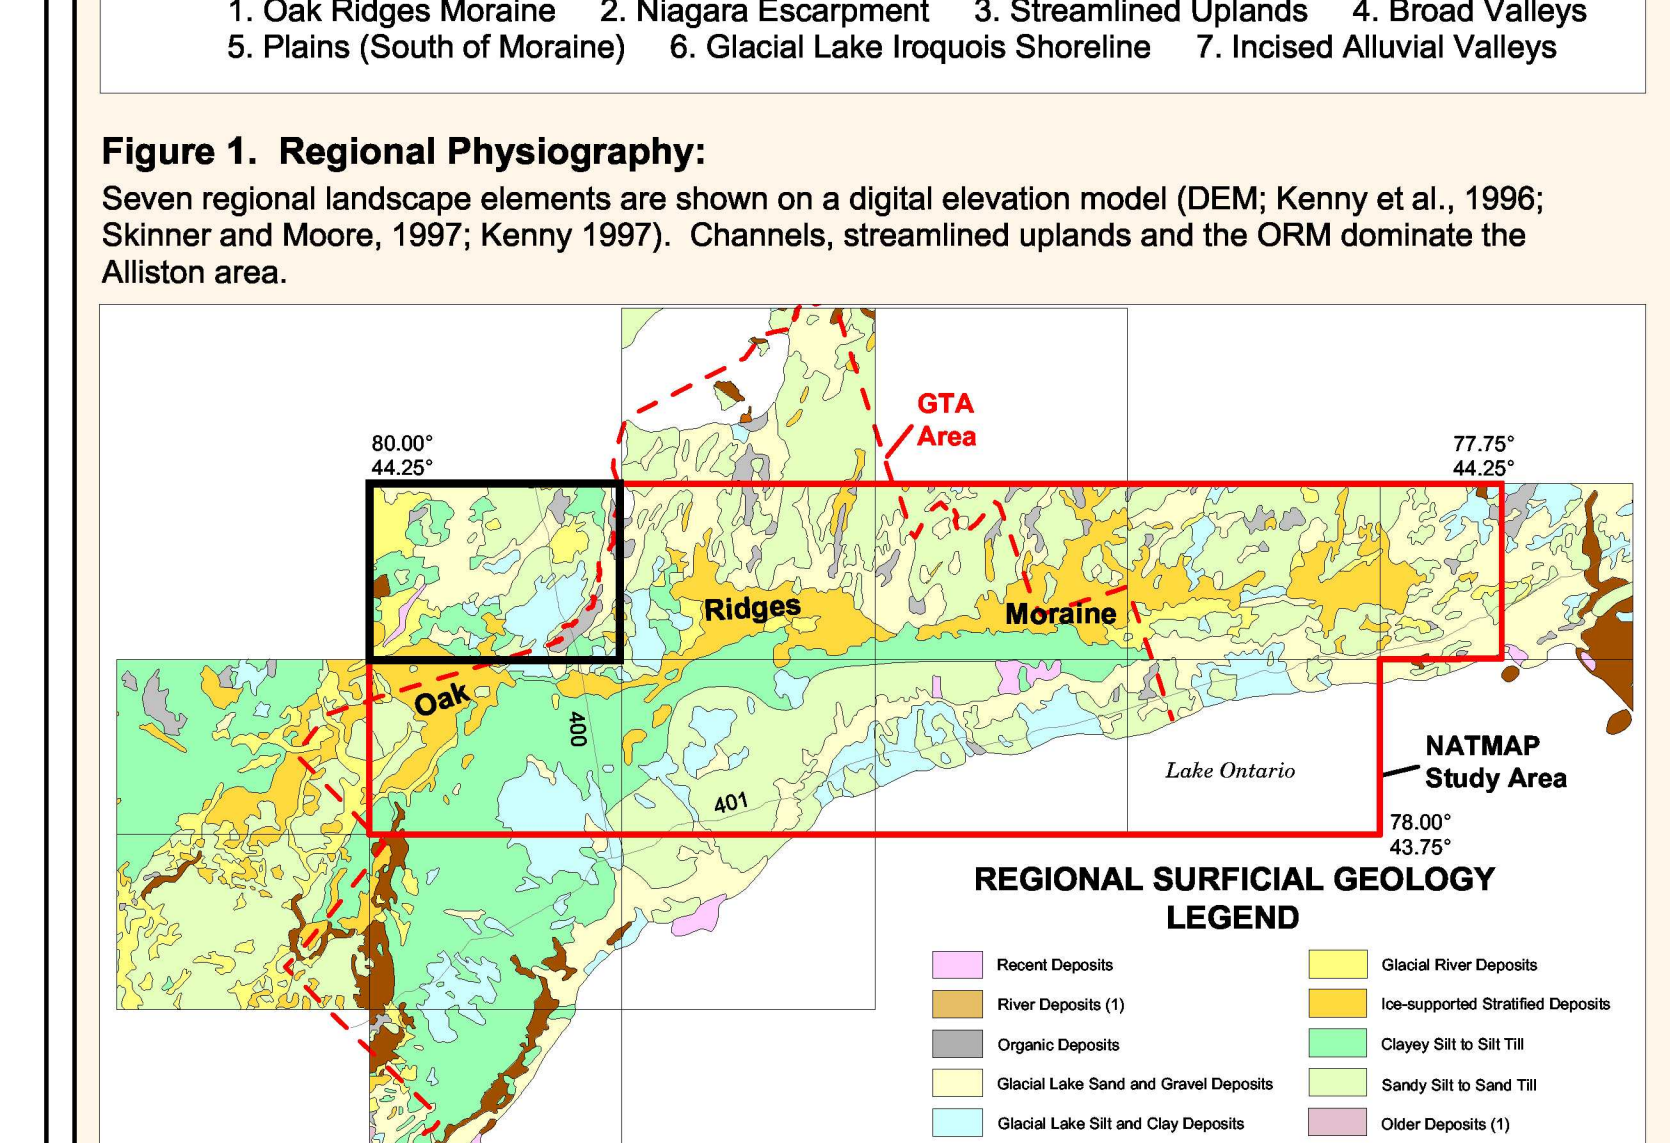 1. Oak Ridges Moraine 2. Niagara Escarpment 3. Streamlined Uplands 4. Broad Valleys
5. Plains (South of Moraine) 6. Glacial Lake Iroquois Shoreline 7. Incised Alluvial Valleys
Figure 1. Regional Physiography:
Seven regional landscape elements are shown on a digital elevation model (DEM; Kenny et al., 1996;
Skinner and Moore, 1997; Kenny 1997). Channels, streamlined uplands and the ORM dominate the
Alliston area.
GTA
Area
80.00°
44.25°
77.75°
44.25°
Ridges
Moraine
Oak
400
401
Lake Ontario
NATMAP
Study Area
78.00°
43.75°
REGIONAL SURFICIAL GEOLOGY
LEGEND
Recent Deposits
River Deposits (1)
Organic Deposits
Glacial Lake Sand and Gravel Deposits
Glacial Lake Silt and Clay Deposits
Glacial River Deposits
Ice-supported Stratified Deposits
Clayey Silt to Silt Till
Sandy Silt to Sand Till
Older Deposits (1)